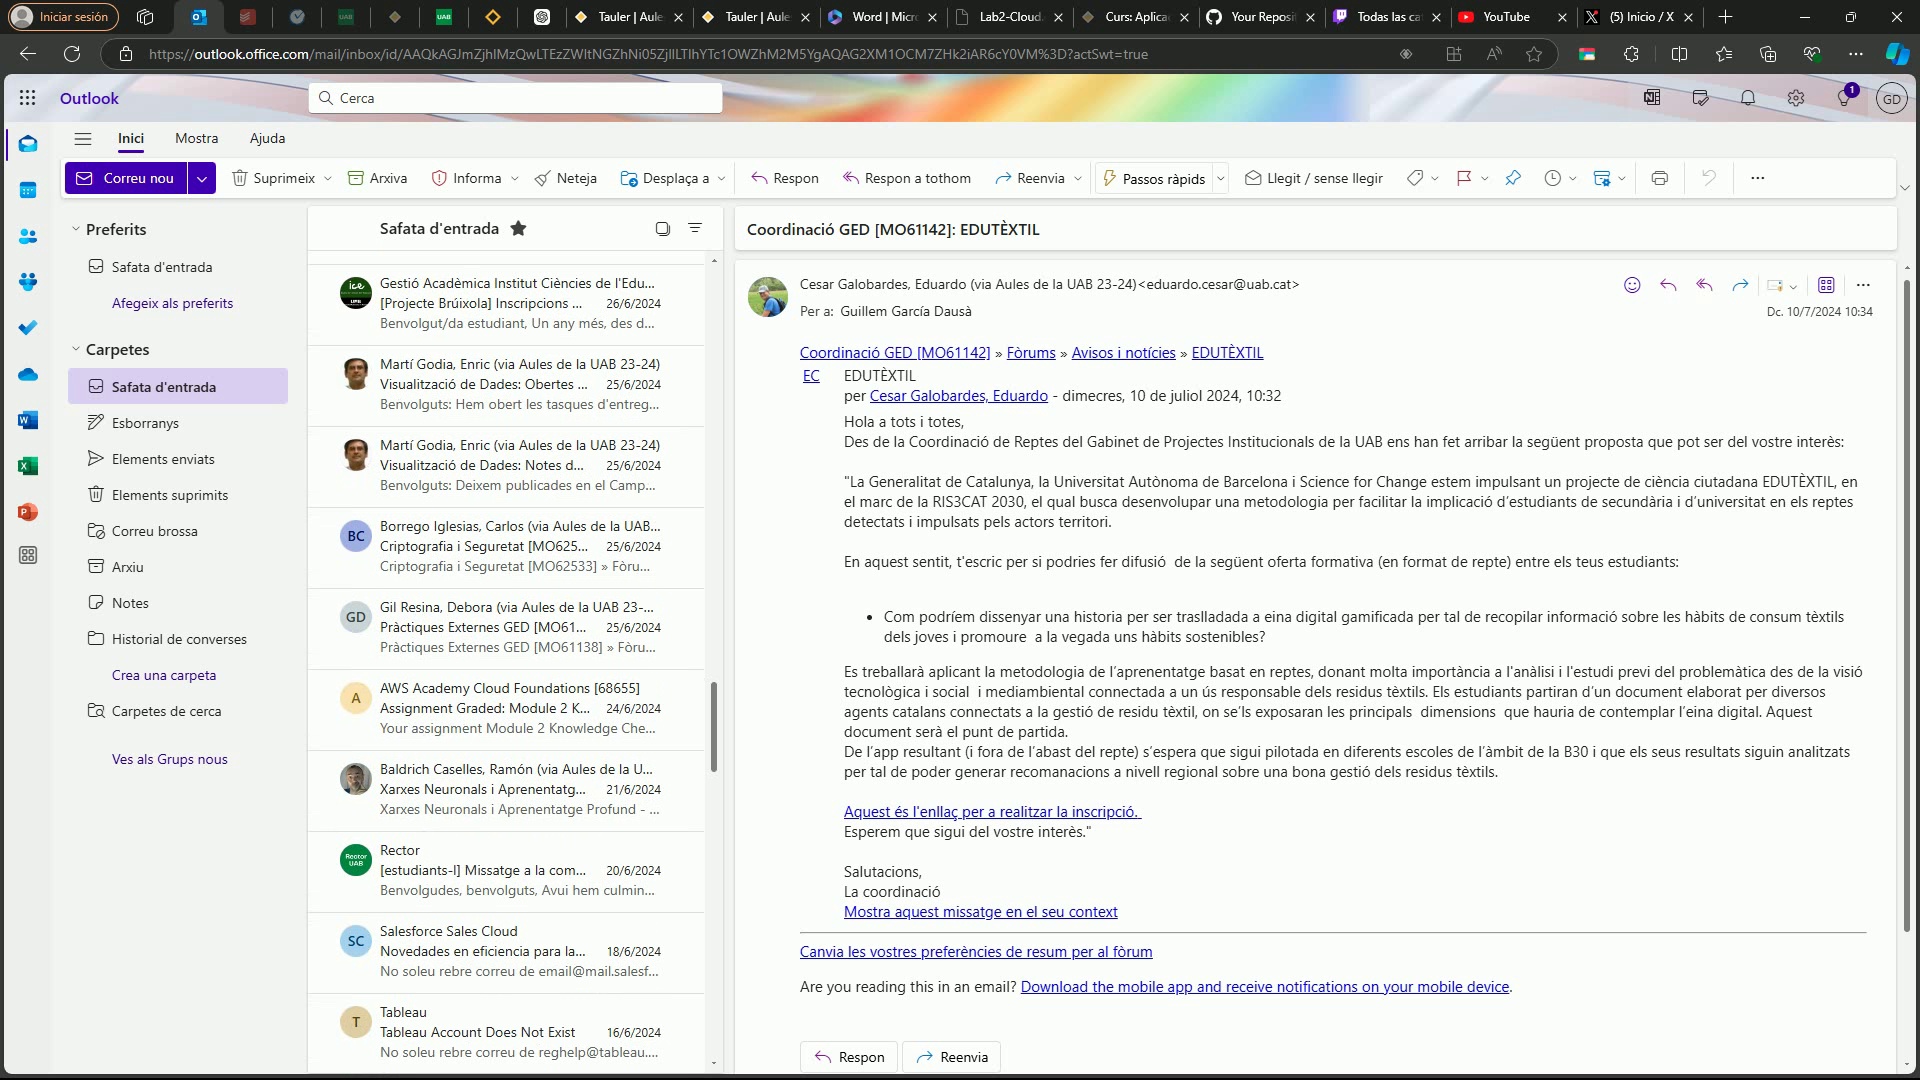 Iniciar sesión
Tauler | Aule
Tauler | Aule
Word | Micr
Lab2-Cloud
Curs: Aplica
Your Reposi
Todas las ca
YouTube
(5) Inicio / X
Outlook
Cerca
1
GD
Inici
Mostra
Ajuda
Correu nou
Suprimeix
Arxiva
Informa
Neteja
Desplaça a
Respon
Respon a tothom
Reenvia
Passos ràpids
Llegit / sense llegir
Preferits
Safata d'entrada
Afegeix als preferits
Carpetes
Safata d'entrada
Esborranys
Elements enviats
Elements suprimits
Correu brossa
Arxiu
Notes
Historial de converses
Crea una carpeta
Carpetes de cerca
Ves als Grups nous
Safata d'entrada
Gestió Acadèmica Institut Ciències de l'Edu...
[Projecte Brúixola] Inscripcions ... 26/6/2024
Benvolgut/da estudiant, Un any més, des d...
Martí Godia, Enric (via Aules de la UAB 23-24)
Visualització de Dades: Obertes ... 25/6/2024
Benvolguts: Hem obert les tasques d'entreg...
Martí Godia, Enric (via Aules de la UAB 23-24)
Visualització de Dades: Notes d... 25/6/2024
Benvolguts: Deixem publicades en el Camp...
BC
Borrego Iglesias, Carlos (via Aules de la UAB...
Criptografia i Seguretat [MO625... 25/6/2024
Criptografia i Seguretat [MO62533] » Fòru...
GD
Gil Resina, Debora (via Aules de la UAB 23-...
Pràctiques Externes GED [MO61... 25/6/2024
Pràctiques Externes GED [MO61138] » Fòru...
A
AWS Academy Cloud Foundations [68655]
Assignment Graded: Module 2 K... 24/6/2024
Your assignment Module 2 Knowledge Che...
Baldrich Caselles, Ramón (via Aules de la U...
Xarxes Neuronals i Aprenentatg... 21/6/2024
Xarxes Neuronals i Aprenentatge Profund - ...
Rector UAB
Rector
[estudiants-l] Missatge a la com... 20/6/2024
Benvolgudes, benvolguts, Avui hem culmin...
SC
Salesforce Sales Cloud
Novedades en eficiencia para la... 18/6/2024
No soleu rebre correu de email@mail.salesf...
T
Tableau
Tableau Account Does Not Exist 16/6/2024
No soleu rebre correu de reghelp@tableau....
Coordinació GED [MO61142]: EDUTÈXTIL
Cesar Galobardes, Eduardo (via Aules de la UAB 23-24)<eduardo.cesar@uab.cat>
Per a: Guillem García Dausà
Dc. 10/7/2024 10:34
Coordinació GED [MO61142] » Fòrums » Avisos i notícies » EDUTÈXTIL
EC EDUTÈXTIL
per Cesar Galobardes, Eduardo - dimecres, 10 de juliol 2024, 10:32
Hola a tots i totes,
Des de la Coordinació de Reptes del Gabinet de Projectes Institucionals de la UAB ens han fet arribar la següent proposta que pot ser del vostre interès:
"La Generalitat de Catalunya, la Universitat Autònoma de Barcelona i Science for Change estem impulsant un projecte de ciència ciutadana EDUTÈXTIL, en
el marc de la RIS3CAT 2030, el qual busca desenvolupar una metodologia per facilitar la implicació d'estudiants de secundària i d'universitat en els reptes
detectats i impulsats pels actors territori.
En aquest sentit, t'escric per si podries fer difusió de la següent oferta formativa (en format de repte) entre els teus estudiants:
• Com podríem dissenyar una historia per ser traslladada a eina digital gamificada per tal de recopilar informació sobre les hàbits de consum tèxtils
dels joves i promoure a la vegada uns hàbits sostenibles?
Es treballarà aplicant la metodologia de l'aprenentatge basat en reptes, donant molta importància a l'anàlisi i l'estudi previ del problemàtica des de la visió
tecnològica i social i mediambiental connectada a un ús responsable dels residus tèxtils. Els estudiants partiran d'un document elaborat per diversos
agents catalans connectats a la gestió de residu tèxtil, on se'ls exposaran les principals dimensions que hauria de contemplar l'eina digital. Aquest
document serà el punt de partida.
De l'app resultant (i fora de l'abast del repte) s'espera que sigui pilotada en diferents escoles de l'àmbit de la B30 i que els seus resultats siguin analitzats
per tal de poder generar recomanacions a nivell regional sobre una bona gestió dels residus tèxtils.
Aquest és l'enllaç per a realitzar la inscripció.
Esperem que sigui del vostre interès."
Salutacions,
La coordinació
Mostra aquest missatge en el seu context
Canvia les vostres preferències de resum per al fòrum
Are you reading this in an email? Download the mobile app and receive notifications on your mobile device.
Respon
Reenvia